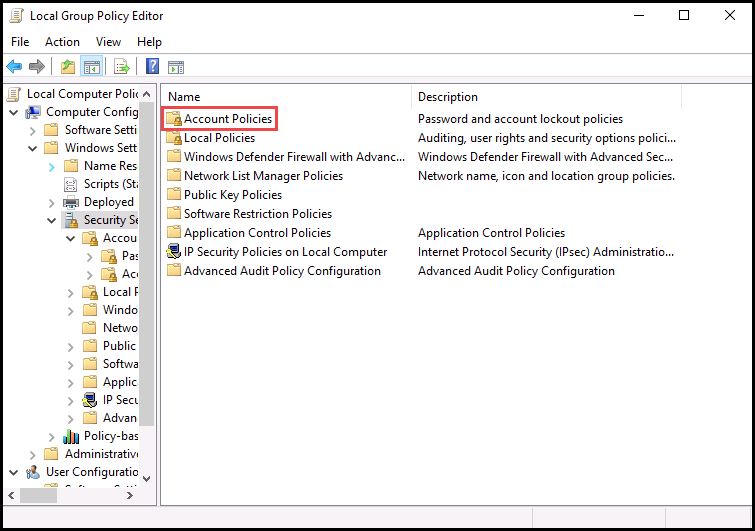 Local Group Policy Editor
File Action View Help
Local Computer Polic
Computer Config
Software Setti
Windows Sett
Name Res
Scripts (Sta
Deployed
Security Se
Accou
Pas
Acc
Local P
Windo
Netwo
Public
Softwa
Applic
IP Secu
Advan
Policy-bas
Administrative
User Configuration
Name Description
Account Policies Password and account lockout policies
Local Policies Auditing, user rights and security options polici...
Windows Defender Firewall with Advanc... Windows Defender Firewall with Advanced Sec...
Network List Manager Policies Network name, icon and location group policies.
Public Key Policies
Software Restriction Policies
Application Control Policies Application Control Policies
IP Security Policies on Local Computer Internet Protocol Security (IPsec) Administratio...
Advanced Audit Policy Configuration Advanced Audit Policy Configuration